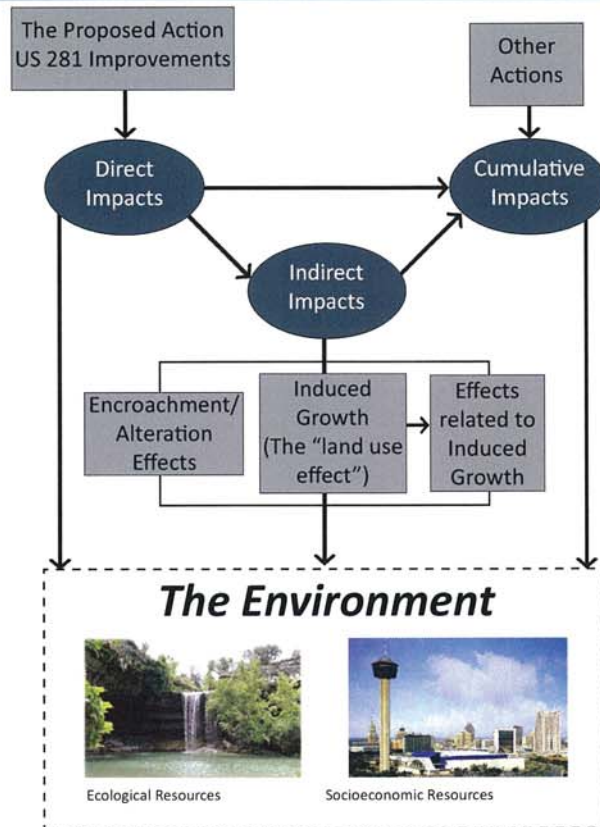 The Proposed Action
US 281 Improvements
Other
Actions
Direct
Impacts
Cumulative
Impacts
Indirect
Impacts
Encroachment/
Alteration
Effects
Induced
Growth
(The “land use
effect”)
Effects
related to
Induced
Growth
The Environment
Ecological Resources
Socioeconomic Resources